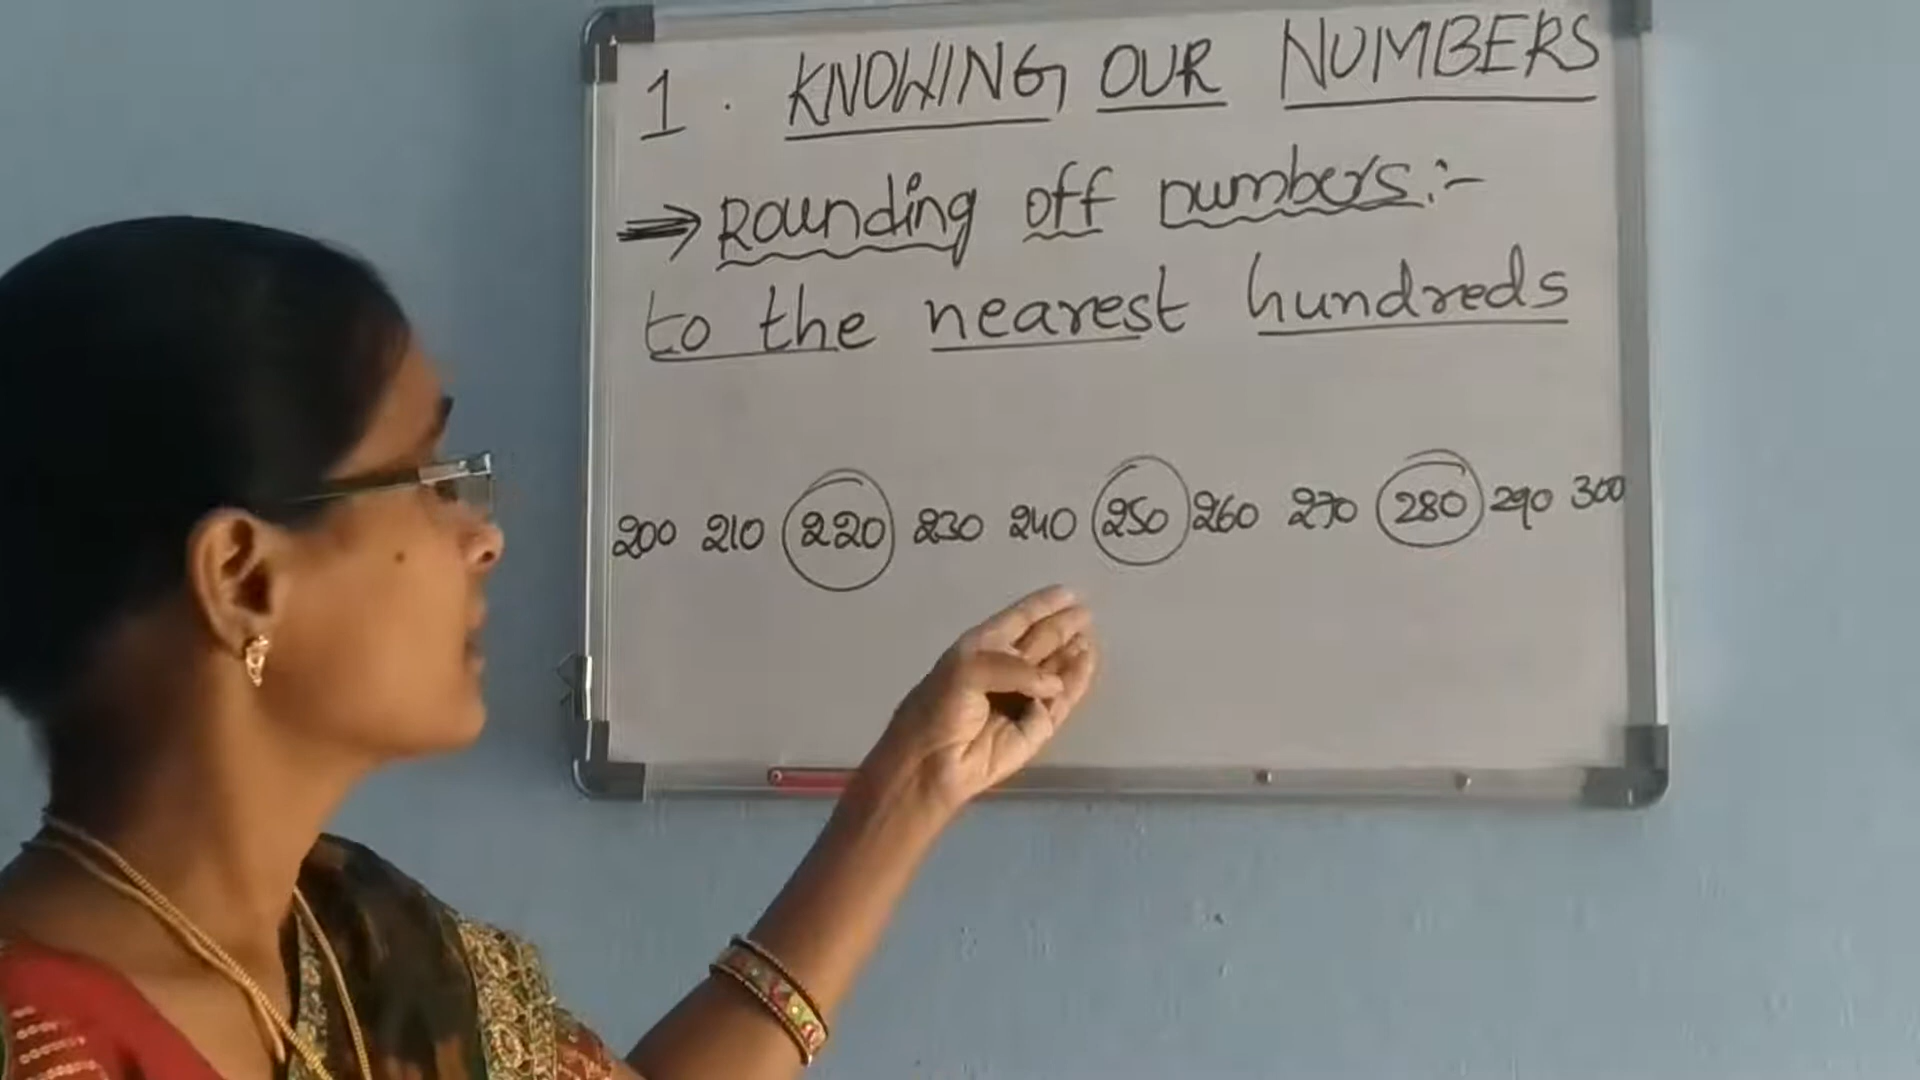 1. KNOWING OUR NUMBERS
⇒ Rounding off numbers:-
to the nearest hundreds
200 210 220 230 240 250 260 270 280 290 300